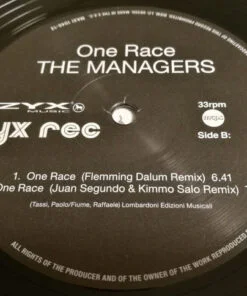 One Race
THE MANAGERS
ZYX
MUSIC
33rpm
yx rec
Side B:
1. One Race (Flemming Dalum Remix) 6.41
One Race (Juan Segundo & Kimmo Salo Remix)
(Tassi, Paolo/Fiume, Raffaele) Lombardoni Edizioni Musicali
ALL RIGHTS OF THE PRODUCER AND OF THE OWNER OF THE WORK REPRODUCED